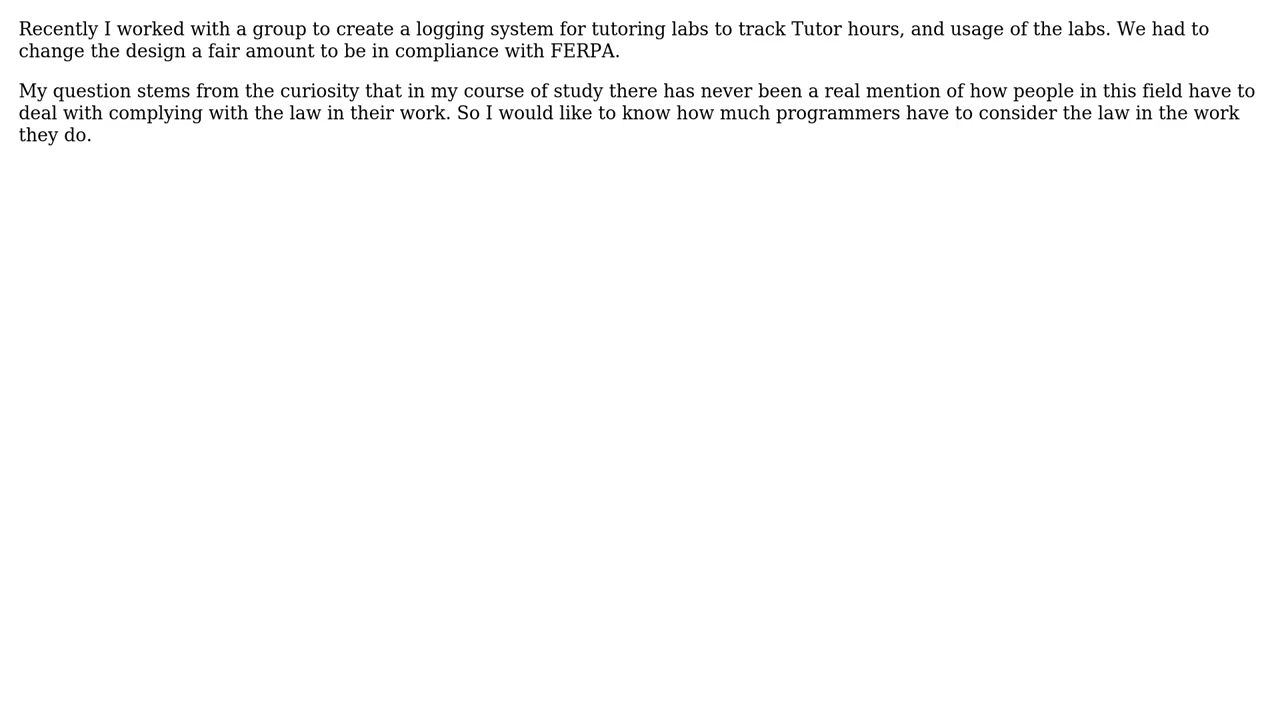 Recently I worked with a group to create a logging system for tutoring labs to track Tutor hours, and usage of the labs. We had to
change the design a fair amount to be in compliance with FERPA.
My question stems from the curiosity that in my course of study there has never been a real mention of how people in this field have to
deal with complying with the law in their work. So I would like to know how much programmers have to consider the law in the work
they do.